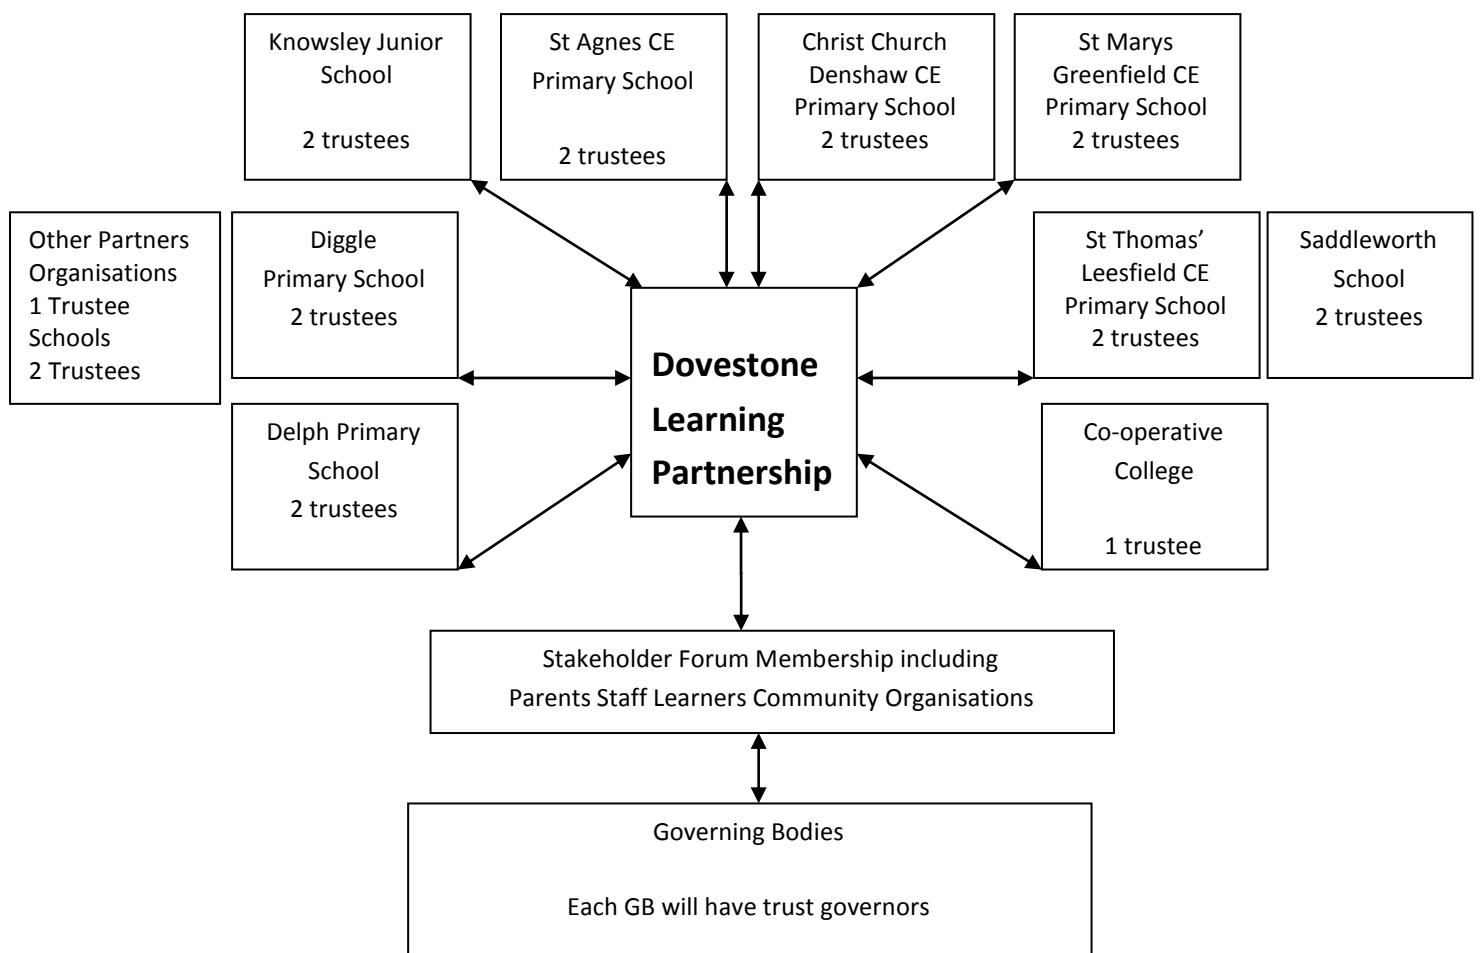 Knowsley Junior
School
2 trustees
St Agnes CE
Primary School
2 trustees
Christ Church
Denshaw CE
Primary School
2 trustees
St Marys
Greenfield CE
Primary School
2 trustees
Other Partners
Organisations
1 Trustee
Schools
2 Trustees
Diggle
Primary School
2 trustees
St Thomas’
Leesfield CE
Primary School
2 trustees
Saddleworth
School
2 trustees
Dovestone
Learning
Partnership
Delph Primary
School
2 trustees
Co-operative
College
1 trustee
Stakeholder Forum Membership including
Parents Staff Learners Community Organisations
Governing Bodies
Each GB will have trust governors